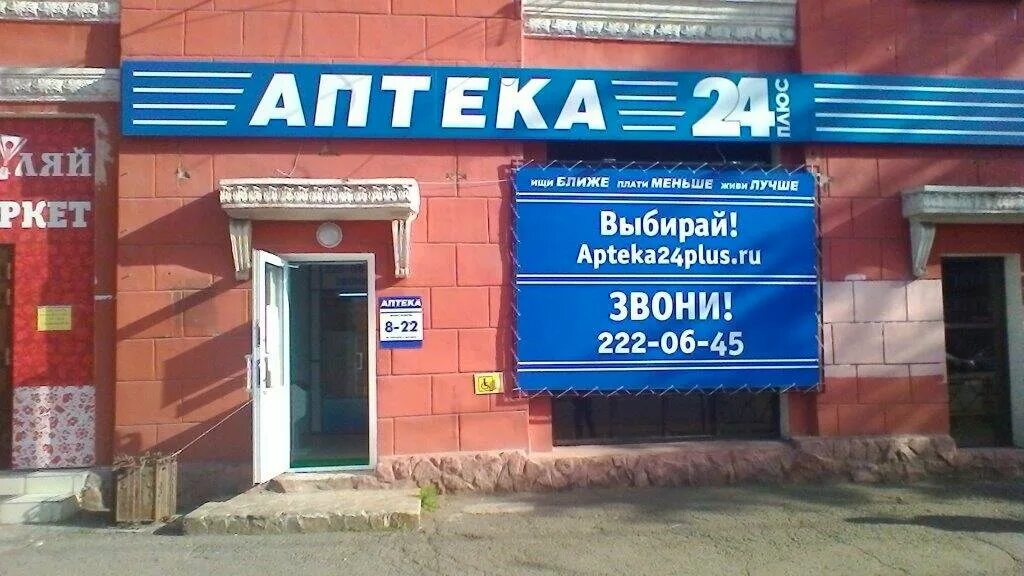 АПТЕКА 24 ПЛЮС
ЛЯЙ
РКЕТ
ищи БЛИЖЕ плати МЕНЬШЕ живи ЛУЧШЕ
Выбирай!
Apteka24plus.ru
ЗВОНИ!
222-06-45
АПТЕКА
8-22